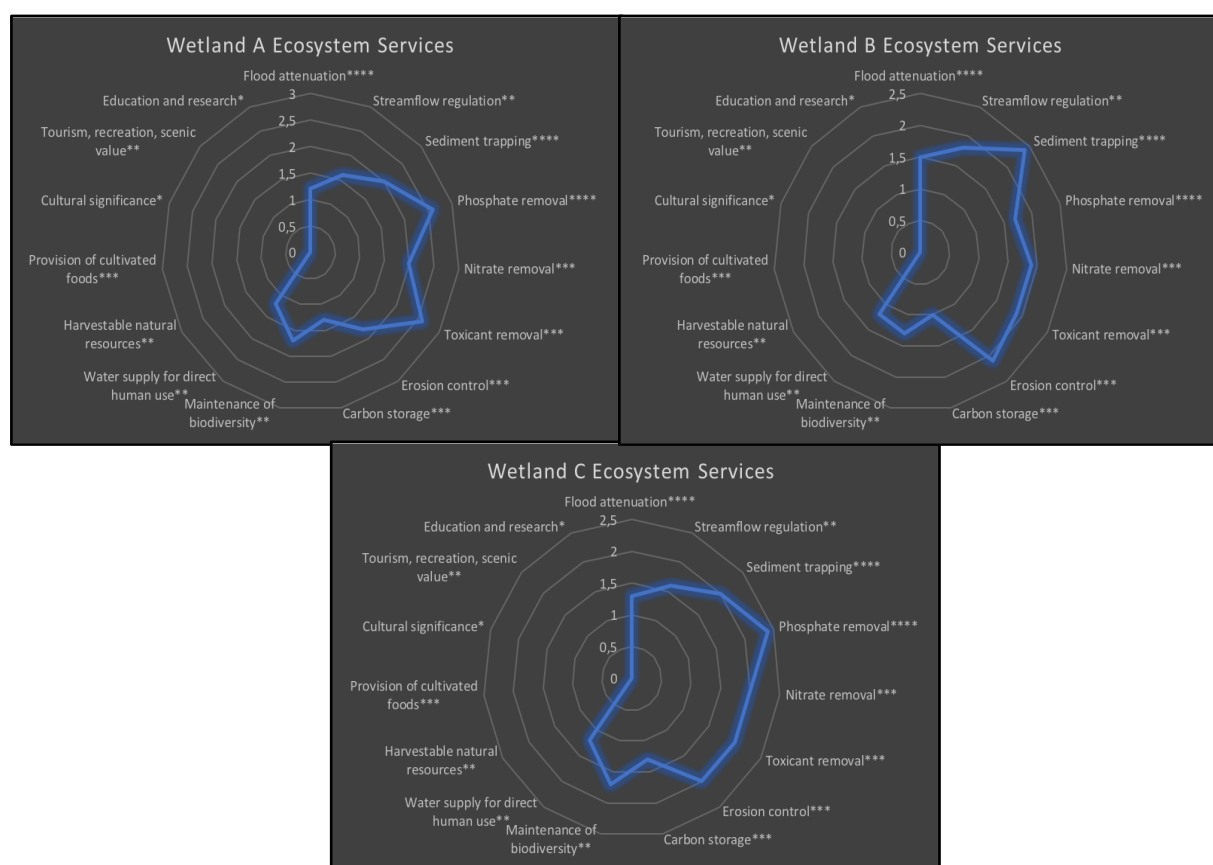 Wetland A Ecosystem Services
Flood attenuation****
Streamflow regulation**
Sediment trapping****
Phosphate removal****
Nitrate removal***
Toxicant removal***
Erosion control***
Carbon storage***
Maintenance of
biodiversity**
Water supply for direct
human use**
Harvestable natural
resources**
Provision of cultivated
foods***
Cultural significance*
Tourism, recreation, scenic
value**
Education and research*
3
2,5
2
1,5
1
0,5
0
Wetland B Ecosystem Services
Flood attenuation****
Streamflow regulation**
Sediment trapping****
Phosphate removal****
Nitrate removal***
Toxicant removal***
Erosion control***
Carbon storage***
Maintenance of
biodiversity**
Water supply for direct
human use**
Harvestable natural
resources**
Provision of cultivated
foods***
Cultural significance*
Tourism, recreation, scenic
value**
Education and research*
2,5
2
1,5
1
0,5
0
Wetland C Ecosystem Services
Flood attenuation****
Streamflow regulation**
Sediment trapping****
Phosphate removal****
Nitrate removal***
Toxicant removal***
Erosion control***
Carbon storage***
Maintenance of
biodiversity**
Water supply for direct
human use**
Harvestable natural
resources**
Provision of cultivated
foods***
Cultural significance*
Tourism, recreation, scenic
value**
Education and research*
2,5
2
1,5
1
0,5
0